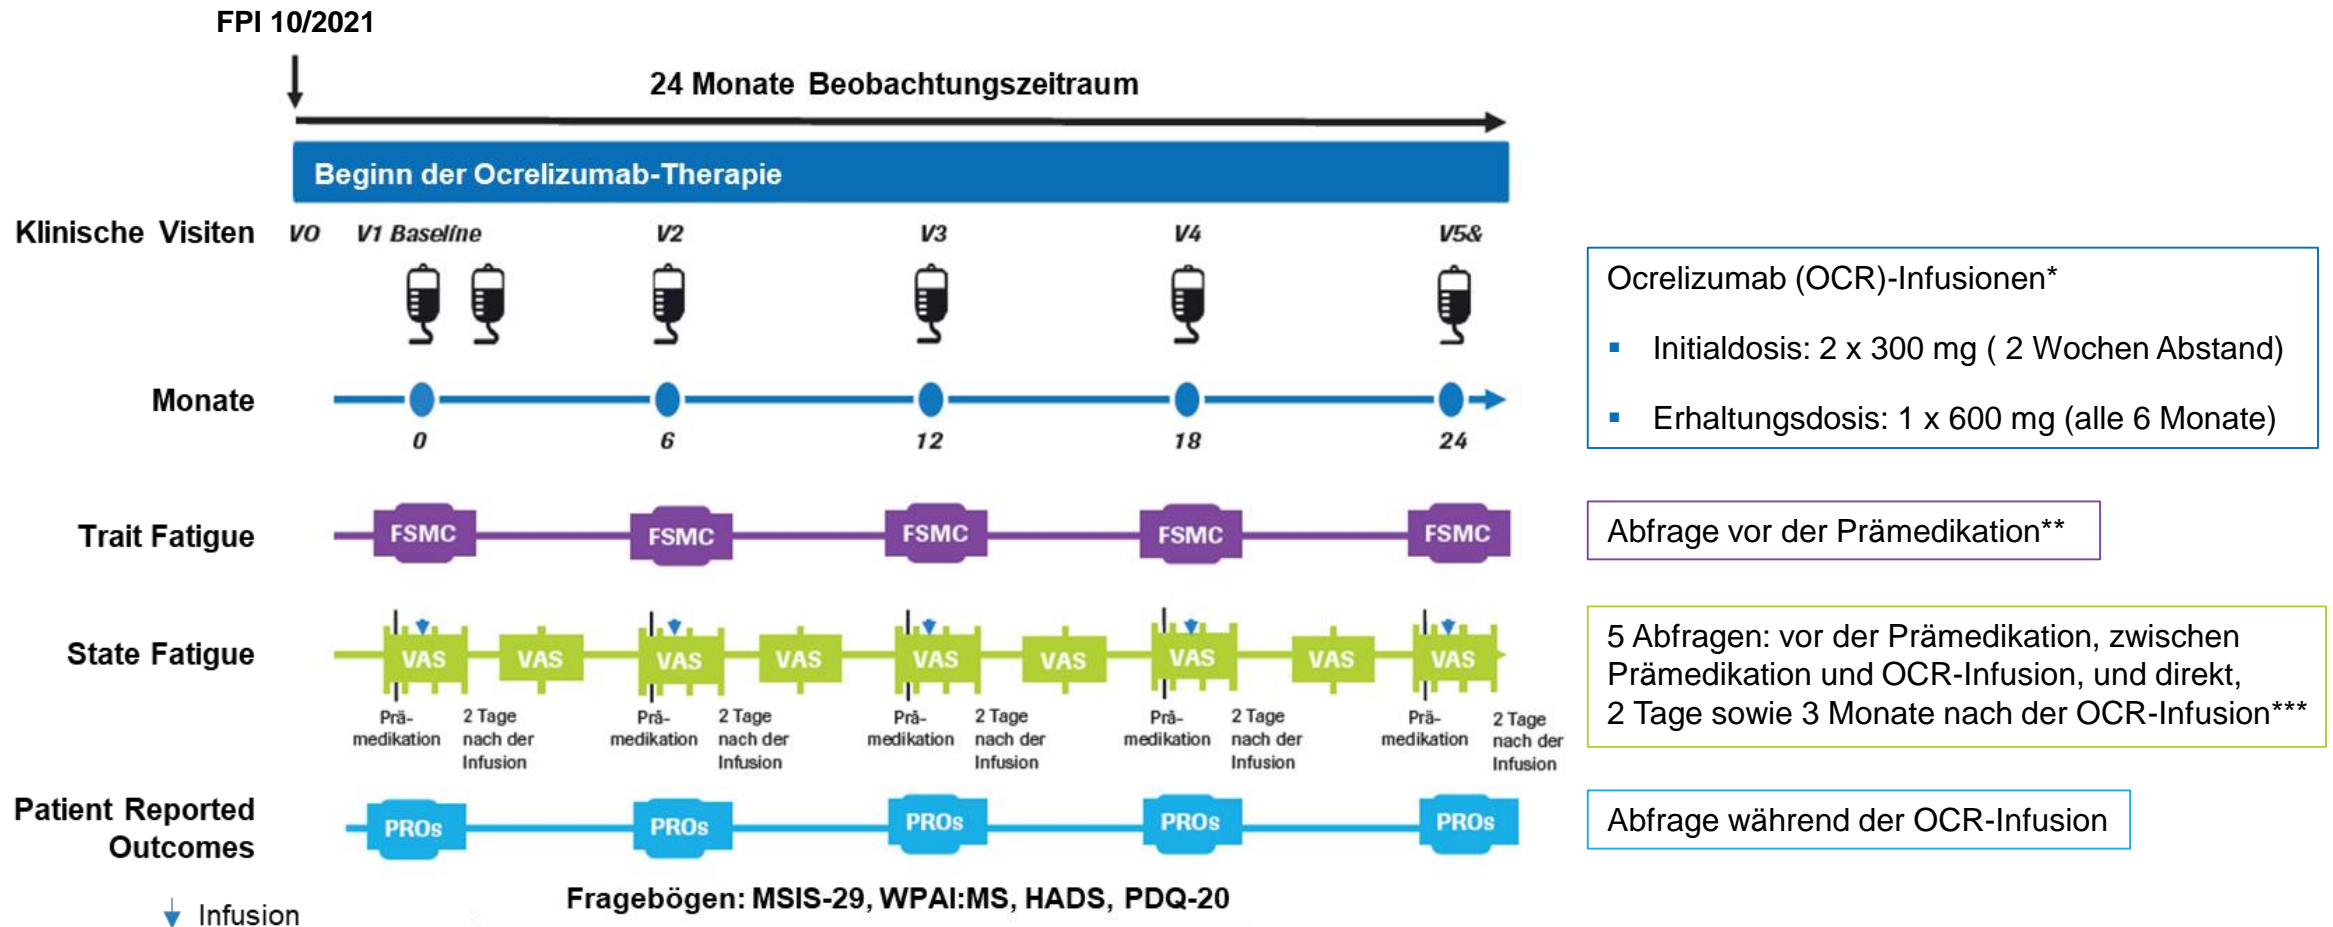 FPI 10/2021
24 Monate Beobachtungszeitraum
Beginn der Ocrelizumab-Therapie
Klinische Visiten
VO V1 Baseline V2 V3 V4 V5&
Ocrelizumab (OCR)-Infusionen*
▪ Initialdosis: 2 x 300 mg ( 2 Wochen Abstand)
▪ Erhaltungsdosis: 1 x 600 mg (alle 6 Monate)
Monate
0 6 12 18 24
Trait Fatigue
FSMC FSMC FSMC FSMC FSMC
Abfrage vor der Prämedikation**
State Fatigue
VAS VAS VAS VAS VAS VAS VAS VAS VAS
Prä-
medikation
2 Tage
nach der
Infusion
Prä-
medikation
2 Tage
nach der
Infusion
Prä-
medikation
2 Tage
nach der
Infusion
Prä-
medikation
2 Tage
nach der
Infusion
Prä-
medikation
2 Tage
nach der
Infusion
5 Abfragen: vor der Prämedikation, zwischen
Prämedikation und OCR-Infusion, und direkt,
2 Tage sowie 3 Monate nach der OCR-Infusion***
Patient Reported
Outcomes
PROs PROs PROs PROs PROs
Abfrage während der OCR-Infusion
Fragebögen: MSIS-29, WPAI:MS, HADS, PDQ-20
Infusion